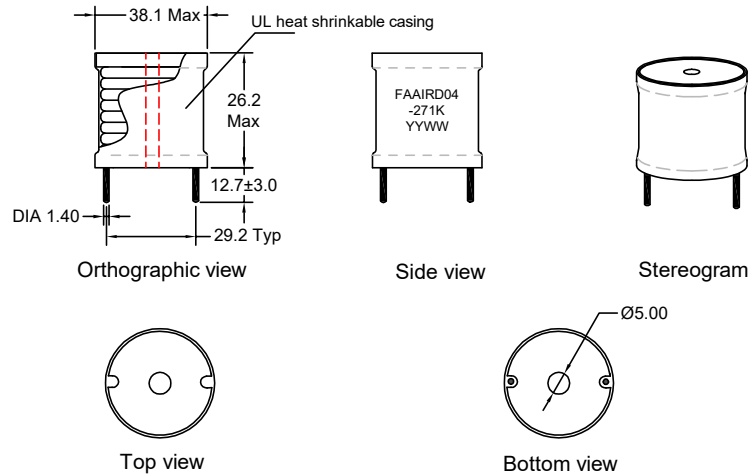 38.1 Max
UL heat shrinkable casing
26.2
Max
12.7±3.0
DIA 1.40
29.2 Typ
Orthographic view
FAAIRD04
-271K
YYWW
Side view
Stereogram
Top view
Ø5.00
Bottom view